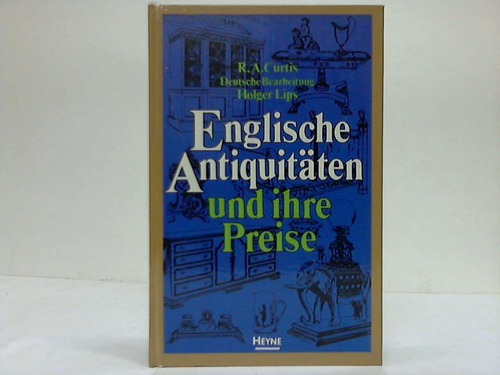 R. A. Curtis
Deutsche Bearbeitung
Holger Lips
Englische
Antiquitäten
und ihre
Preise
HEYNE